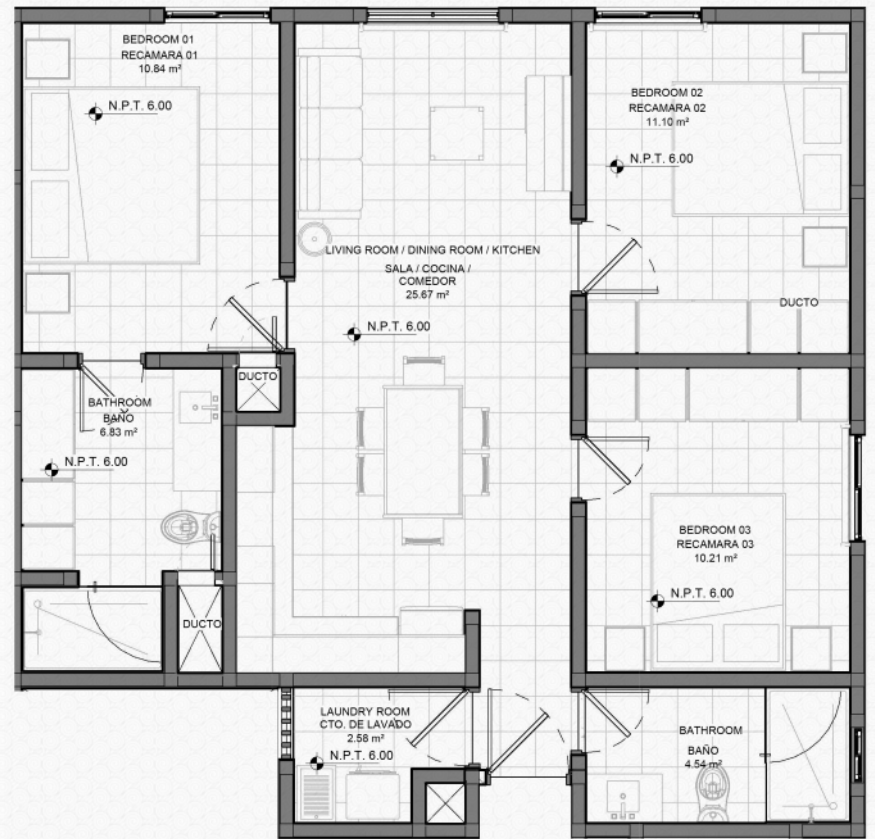 BEDROOM 01
RECAMARA 01
10.84 m²
N.P.T. 6.00
BEDROOM 02
RECAMARA 02
11.10 m²
N.P.T. 6.00
LIVING ROOM / DINING ROOM / KITCHEN
SALA / COCINA /
COMEDOR
25.67 m²
N.P.T. 6.00
DUCTO
DUCTO
BATHROOM
BAÑO
6.83 m²
N.P.T. 6.00
BEDROOM 03
RECAMARA 03
10.21 m²
N.P.T. 6.00
DUCTO
LAUNDRY ROOM
CTO. DE LAVADO
2.58 m²
N.P.T. 6.00
BATHROOM
BAÑO
4.54 m²